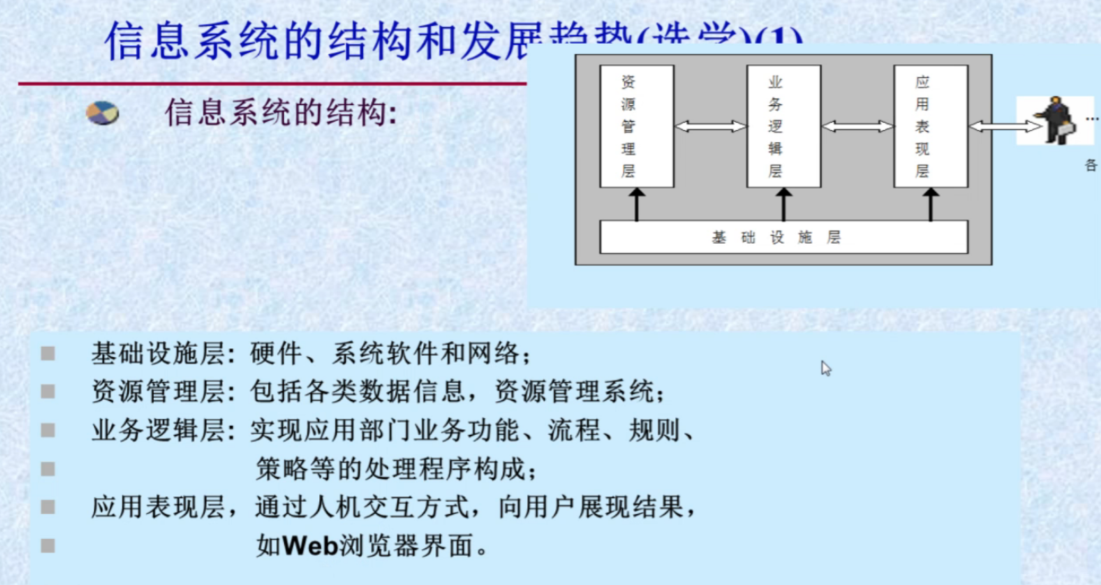 信息系统的结构和发展趋势(选学)(1)
信息系统的结构:
资源管理层
业务逻辑层
应用表现层
...
各
基础设施层
基础设施层: 硬件、系统软件和网络;
资源管理层: 包括各类数据信息，资源管理系统;
业务逻辑层: 实现应用部门业务功能、流程、规则、
策略等的处理程序构成;
应用表现层，通过人机交互方式，向用户展现结果，
如Web浏览器界面。